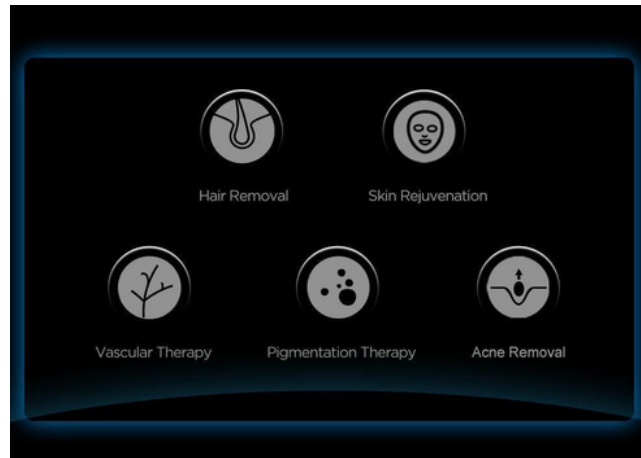 Hair Removal
Skin Rejuvenation
Vascular Therapy
Pigmentation Therapy
Acne Removal